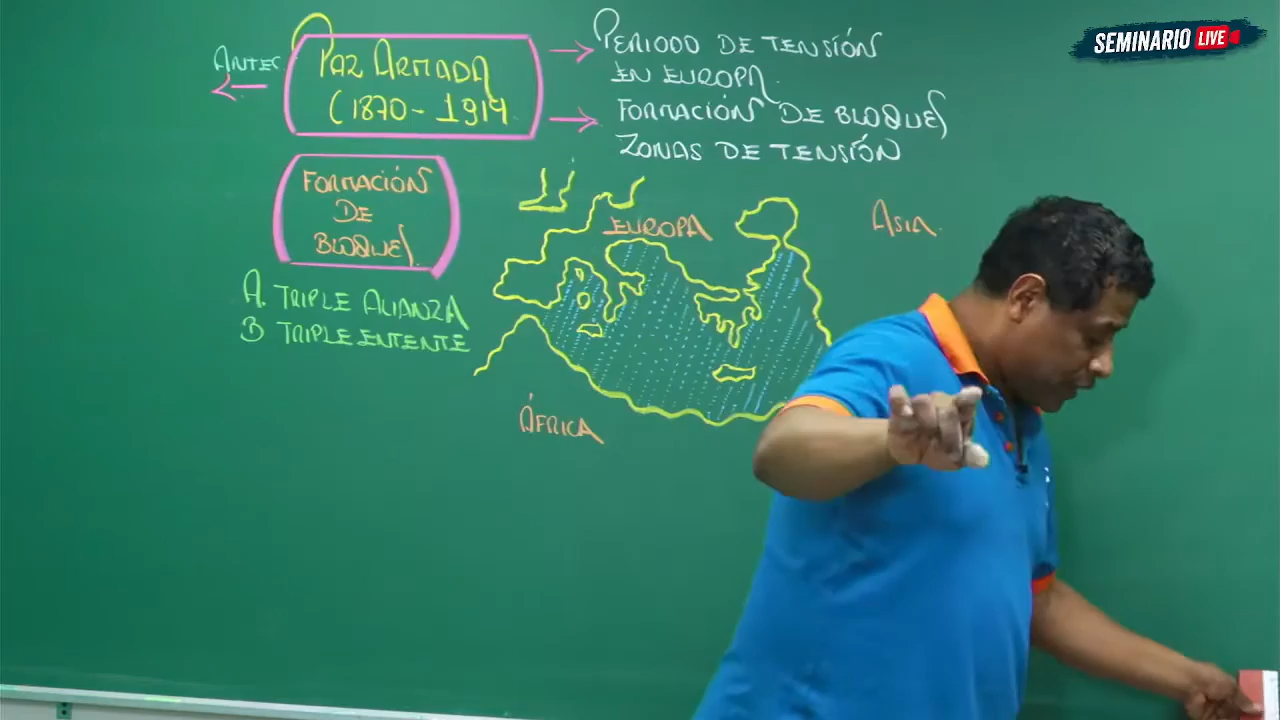 SEMINARIO LIVE
ANTEC
PAZ ARMADA
(1870 - 1914
PERIODO DE TENSIÓN
EN EUROPA.
FORMACIÓN DE BLOQUES
ZONAS DE TENSIÓN
FORMACIÓN
DE
BLOQUES
A. TRIPLE ALIANZA
B TRIPLE ENTENTE
EUROPA
ASIA.
ÁFRICA